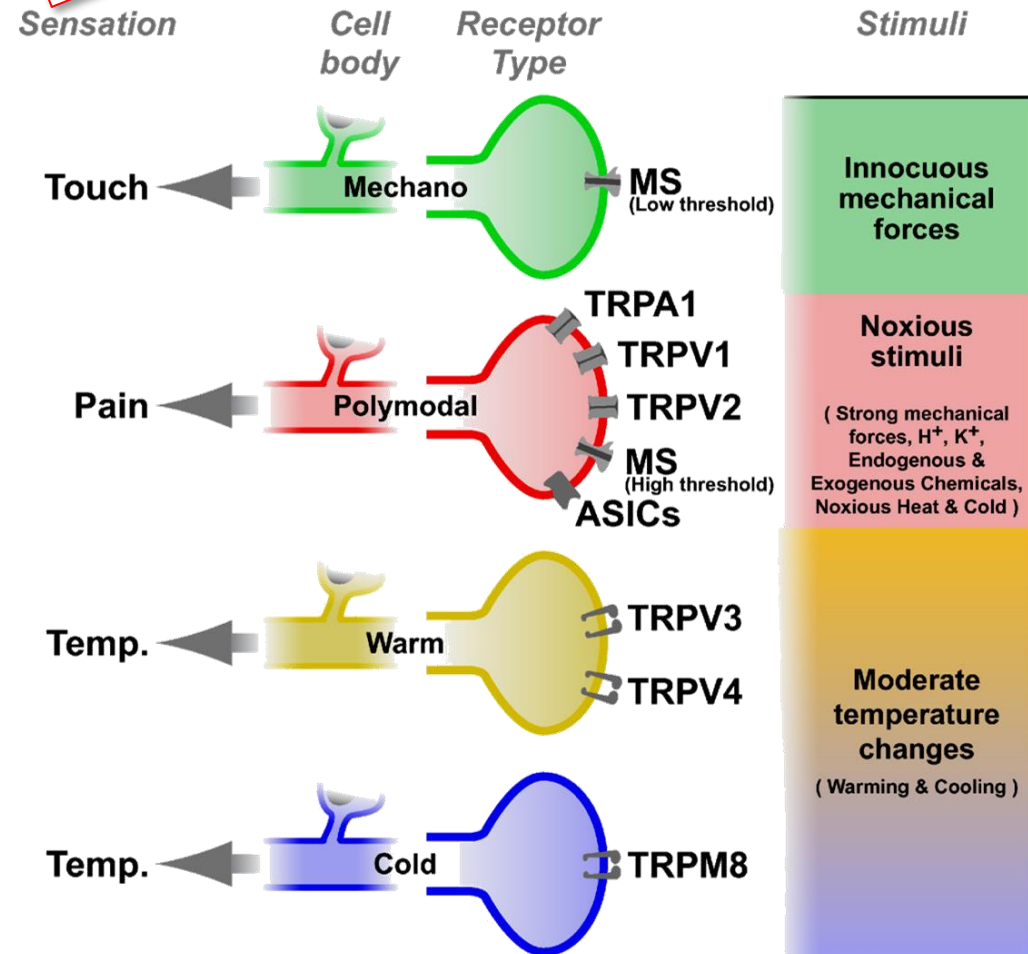 Sensation
Cell
body
Receptor
Type
Stimuli
Touch
Mechano
MS
(Low threshold)
Innocuous
mechanical
forces
Pain
Polymodal
TRPA1
TRPV1
TRPV2
MS
(High threshold)
ASICs
Noxious
stimuli
( Strong mechanical
forces, H⁺, K⁺,
Endogenous &
Exogenous Chemicals,
Noxious Heat & Cold )
Temp.
Warm
TRPV3
TRPV4
Moderate
temperature
changes
( Warming & Cooling )
Temp.
Cold
TRPM8